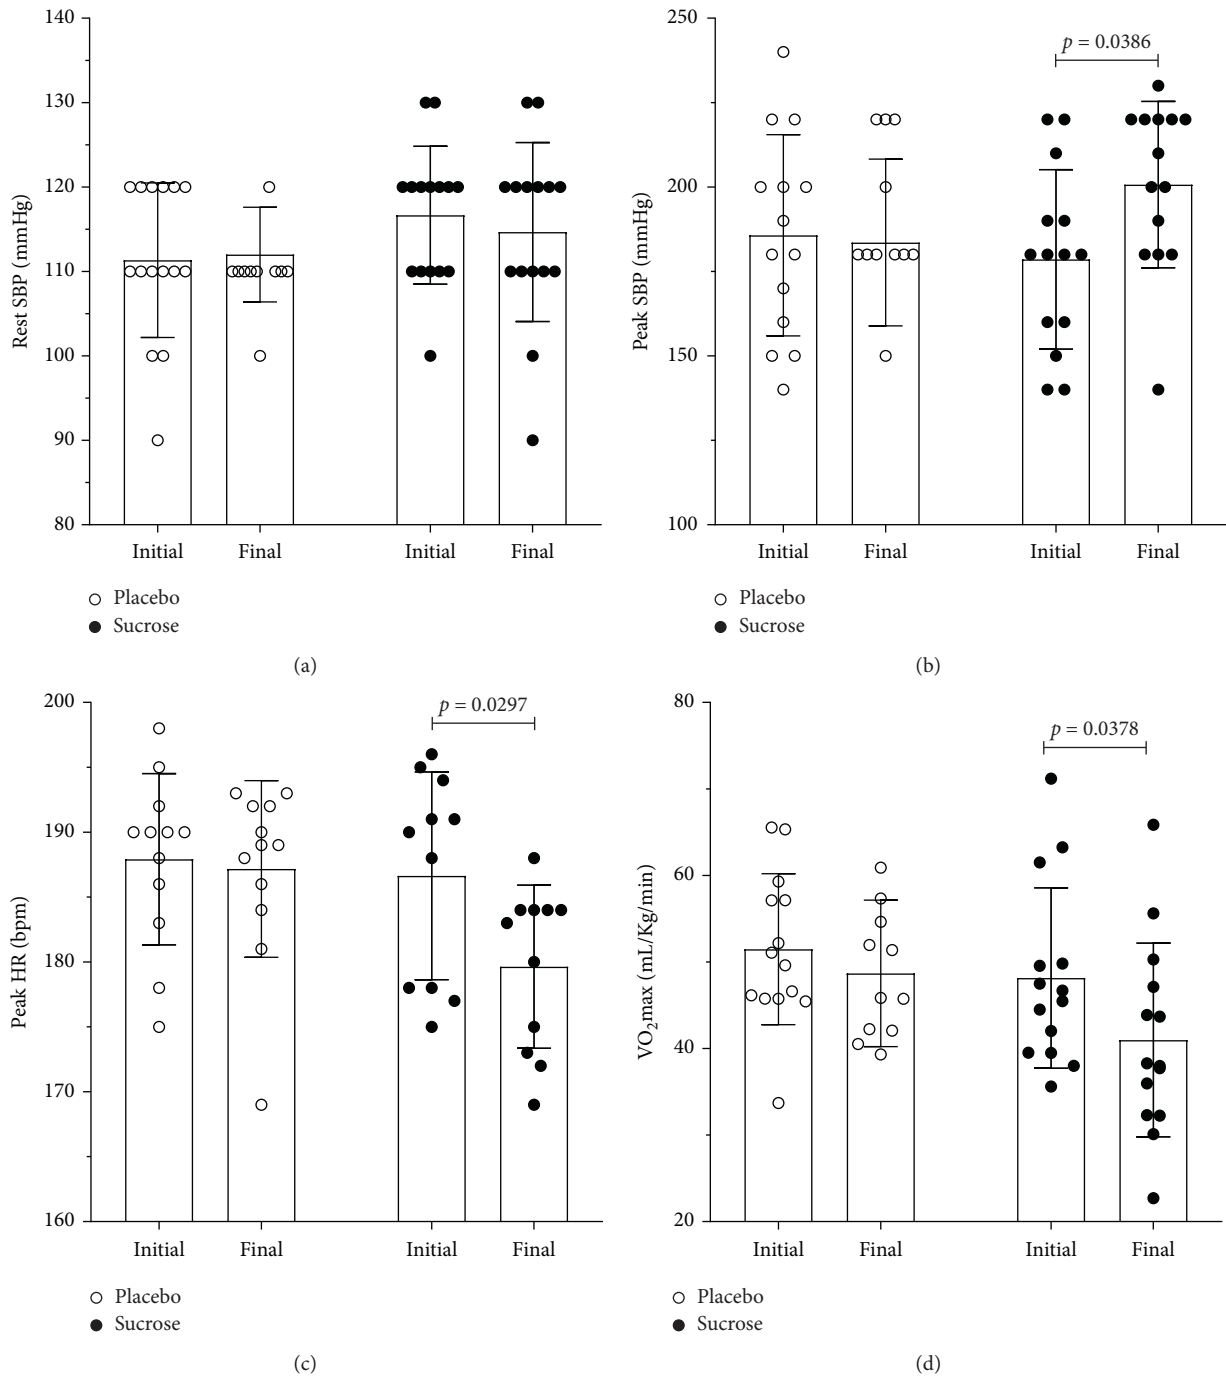 140
130
120
110
100
90
80
Rest SBP (mmHg)
Initial
Final
Initial
Final
Placebo
Sucrose
(a)
250
200
150
100
Peak SBP (mmHg)
p = 0.0386
Initial
Final
Initial
Final
Placebo
Sucrose
(b)
200
190
180
170
160
Peak HR (bpm)
p = 0.0297
Initial
Final
Initial
Final
Placebo
Sucrose
(c)
80
60
40
20
VO₂max (mL/Kg/min)
p = 0.0378
Initial
Final
Initial
Final
Placebo
Sucrose
(d)